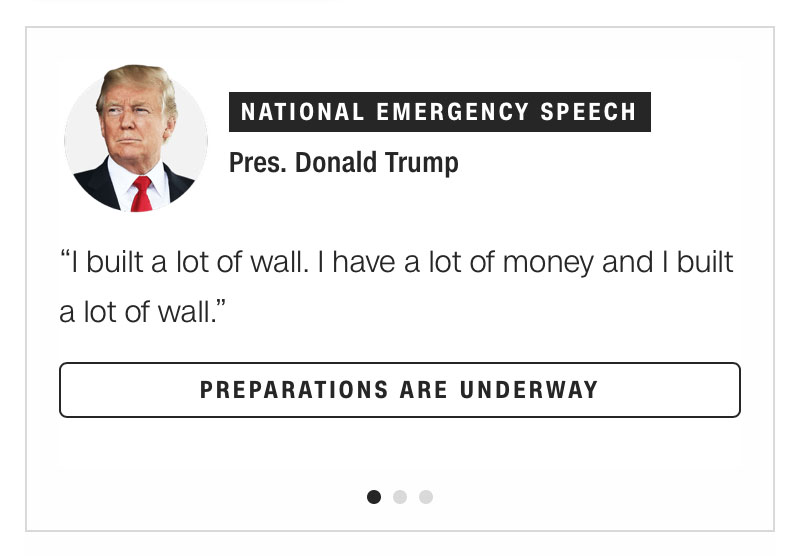 NATIONAL EMERGENCY SPEECH
Pres. Donald Trump
“I built a lot of wall. I have a lot of money and I built
a lot of wall.”
PREPARATIONS ARE UNDERWAY